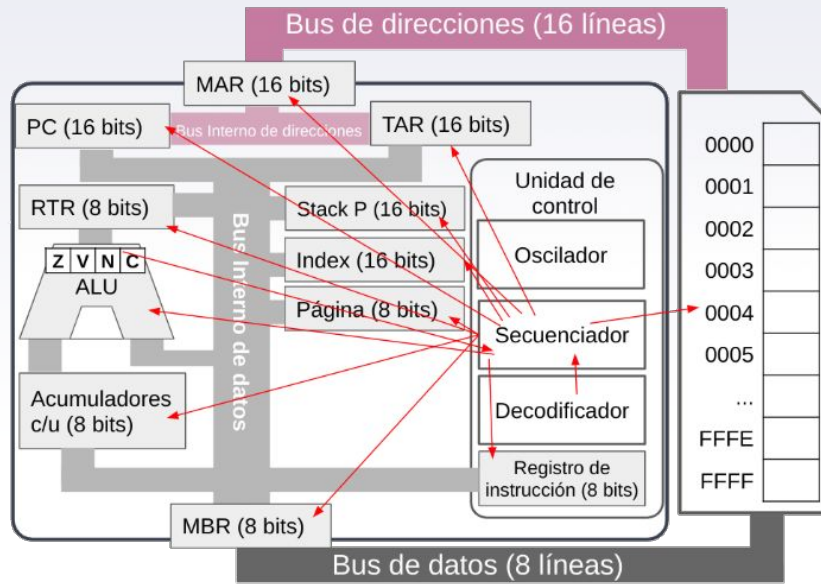 Bus de direcciones (16 líneas)
MAR (16 bits)
PC (16 bits)
Bus Interno de direcciones
TAR (16 bits)
RTR (8 bits)
Z V N C
ALU
Acumuladores
c/u (8 bits)
Bus Interno de datos
Stack P (16 bits)
Index (16 bits)
Página (8 bits)
MBR (8 bits)
Unidad de
control
Oscilador
Secuenciador
Decodificador
Registro de
instrucción (8 bits)
0000
0001
0002
0003
0004
0005
...
FFFE
FFFF
Bus de datos (8 líneas)